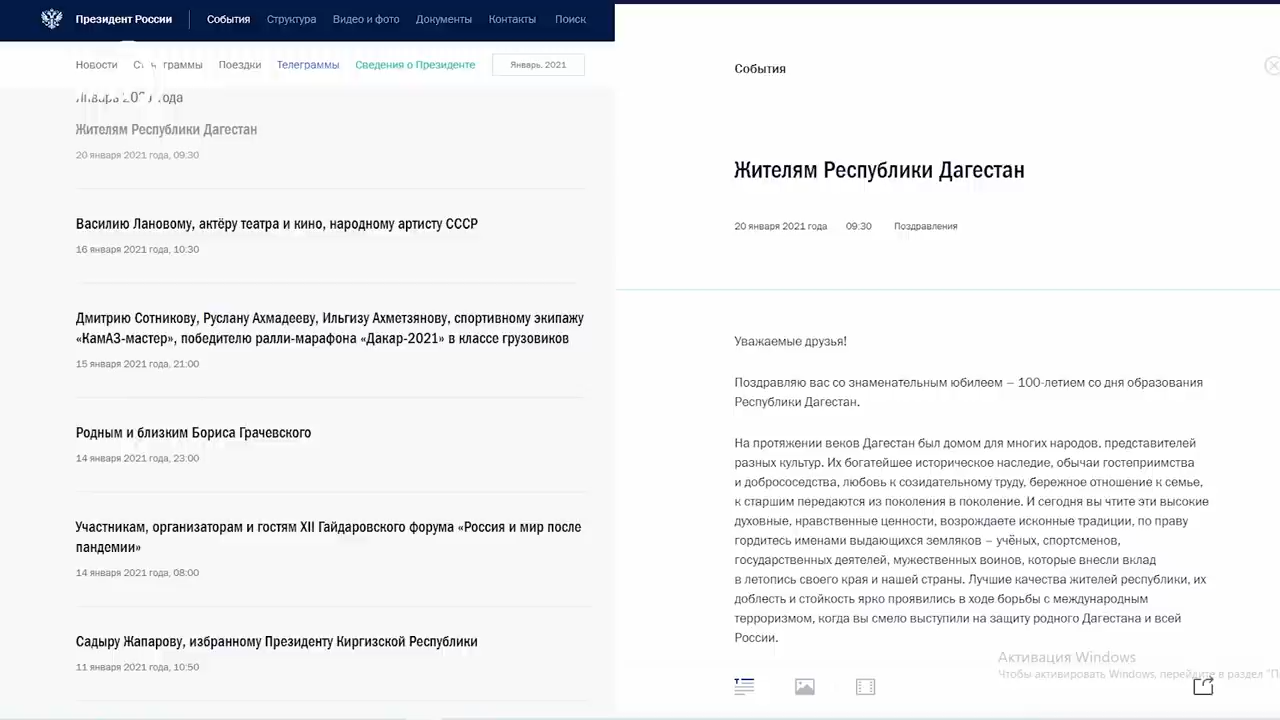 Президент России
События
Структура
Видео и фото
Документы
Контакты
Поиск
Новости
Поездки
Телеграммы
Сведения о Президенте
Январь, 2021
Жителям Республики Дагестан
20 января 2021 года, 09:30
Василию Лановому, актёру театра и кино, народному артисту СССР
16 января 2021 года, 10:30
Дмитрию Сотникову, Руслану Ахмадееву, Ильгизу Ахметзянову, спортивному экипажу
«КамАЗ-мастер», победителю ралли-марафона «Дакар-2021» в классе грузовиков
15 января 2021 года, 21:00
Родным и близким Бориса Грачевского
14 января 2021 года, 23:00
Участникам, организаторам и гостям XII Гайдаровского форума «Россия и мир после
пандемии»
14 января 2021 года, 08:00
Садыру Жапарову, избранному Президенту Киргизской Республики
11 января 2021 года, 10:50
События
Жителям Республики Дагестан
20 января 2021 года
09:30
Поздравления
Уважаемые друзья!
Поздравляю вас со знаменательным юбилеем – 100-летием со дня образования
Республики Дагестан.
На протяжении веков Дагестан был домом для многих народов, представителей
разных культур. Их богатейшее историческое наследие, обычаи гостеприимства
и добрососедства, любовь к созидательному труду, бережное отношение к семье,
к старшим передаются из поколения в поколение. И сегодня вы чтите эти высокие
духовные, нравственные ценности, возрождаете исконные традиции, по праву
гордитесь именами выдающихся земляков – учёных, спортсменов,
государственных деятелей, мужественных воинов, которые внесли вклад
в летопись своего края и нашей страны. Лучшие качества жителей республики, их
доблесть и стойкость ярко проявились в ходе борьбы с международным
терроризмом, когда вы смело выступили на защиту родного Дагестана и всей
России.
Активация Windows
Чтобы активировать Windows, перейдите в раздел "П